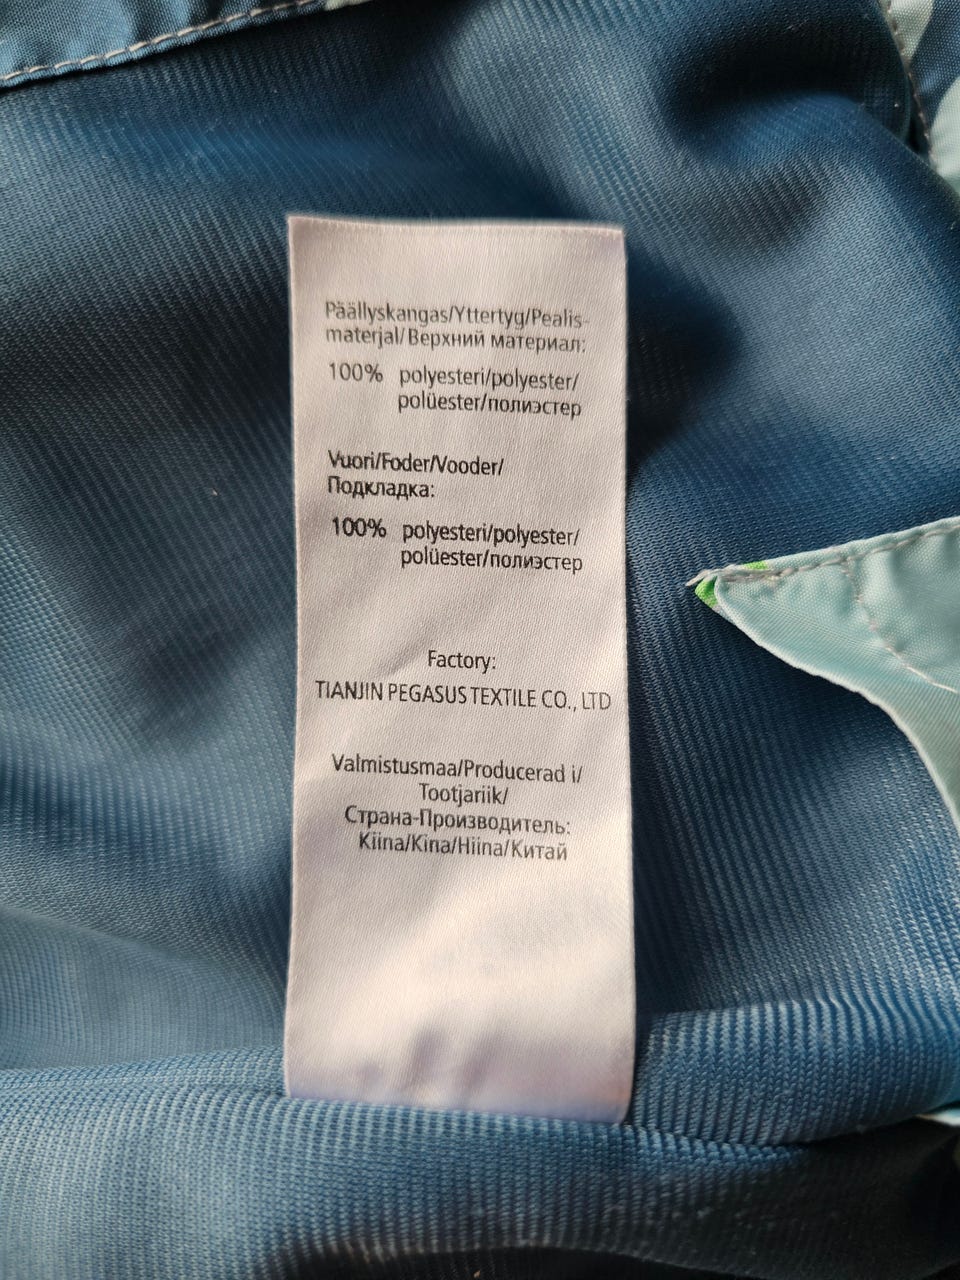 Päällyskangas/Yttertyg/Pealis-
materjal/Верхний материал:
100% polyesteri/polyester/
polüester/полиэстер
Vuori/Foder/Vooder/
Подкладка:
100% polyesteri/polyester/
polüester/полиэстер
Factory:
TIANJIN PEGASUS TEXTILE CO., LTD
Valmistusmaa/Producerad i/
Tootjariik/
Страна-Производитель:
Kiina/Kina/Hiina/Китай